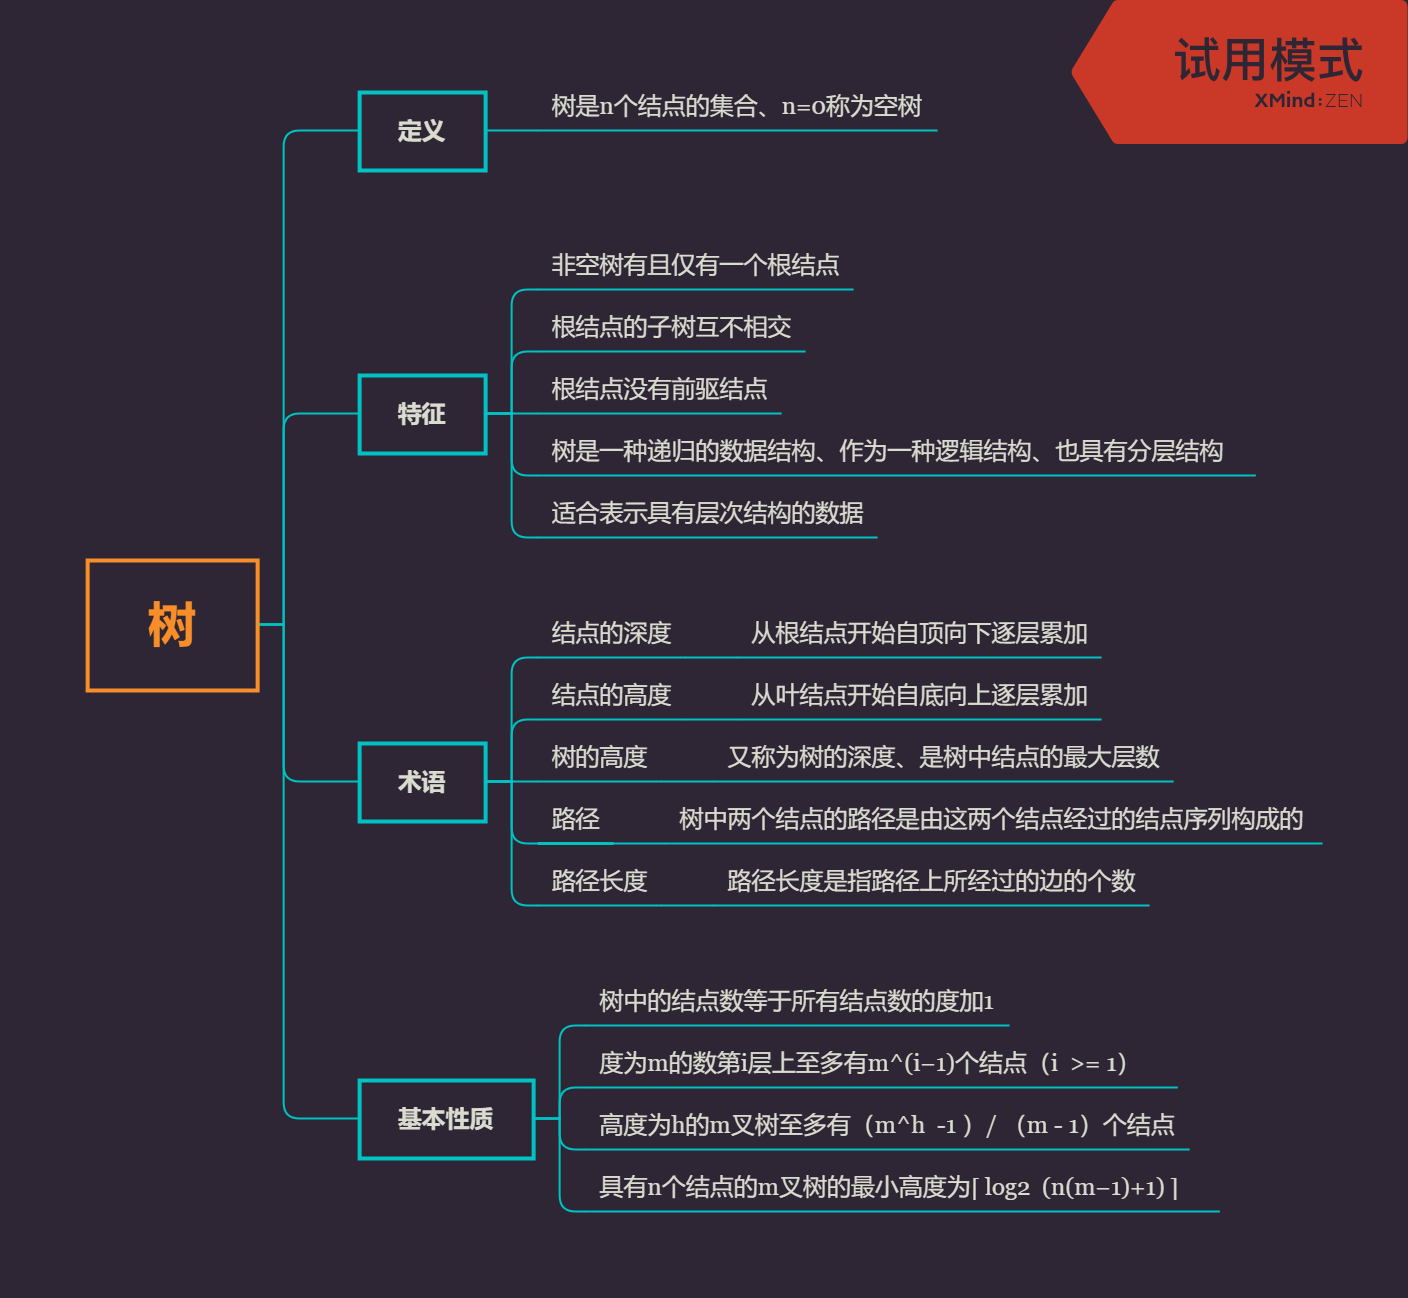 试用模式
XMind:ZEN
树
定义
树是n个结点的集合、n=0称为空树
特征
非空树有且仅有一个根结点
根结点的子树互不相交
根结点没有前驱结点
树是一种递归的数据结构、作为一种逻辑结构、也具有分层结构
适合表示具有层次结构的数据
术语
结点的深度 从根结点开始自顶向下逐层累加
结点的高度 从叶结点开始自底向上逐层累加
树的高度 又称为树的深度、是树中结点的最大层数
路径 树中两个结点的路径是由这两个结点经过的结点序列构成的
路径长度 路径长度是指路径上所经过的边的个数
基本性质
树中的结点数等于所有结点数的度加1
度为m的数第i层上至多有m^(i−1)个结点（i >= 1）
高度为h的m叉树至多有（m^h -1 ）/ （m - 1）个结点
具有n个结点的m叉树的最小高度为⌈ log2（n(m−1)+1) ⌉